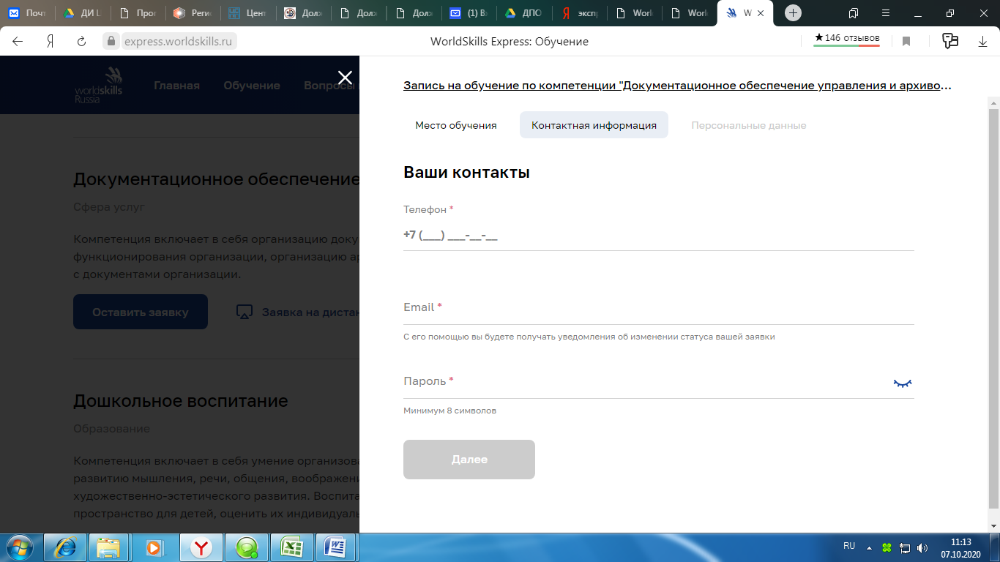 Почт
ДИ Ц
Прог
Реги
Цент
Долж
Долж
Долж
(1) Вх
ДПО
эксп
Worl
Worl
W
express.worldskills.ru
WorldSkills Express: Обучение
★146 отзывов
worldskills
Russia
Главная
Обучение
Вопросы
Запись на обучение по компетенции "Документационное обеспечение управления и архиво...
Место обучения
Контактная информация
Персональные данные
Документационное обеспечение
Сфера услуг
Компетенция включает в себя организацию доку
функционирования организации, организацию ар
с документами организации.
Оставить заявку
Заявка на дистан
Дошкольное воспитание
Образование
Компетенция включает в себя умение организова
развитию мышления, речи, общения, воображени
художественно-эстетического развития. Воспита
пространство для детей, оценить их индивидуаль
Ваши контакты
Телефон *
+7 (___) ___-__-__
Email *
С его помощью вы будете получать уведомления об изменении статуса вашей заявки
Пароль *
Минимум 8 символов
Далее
RU
11:13
07.10.2020